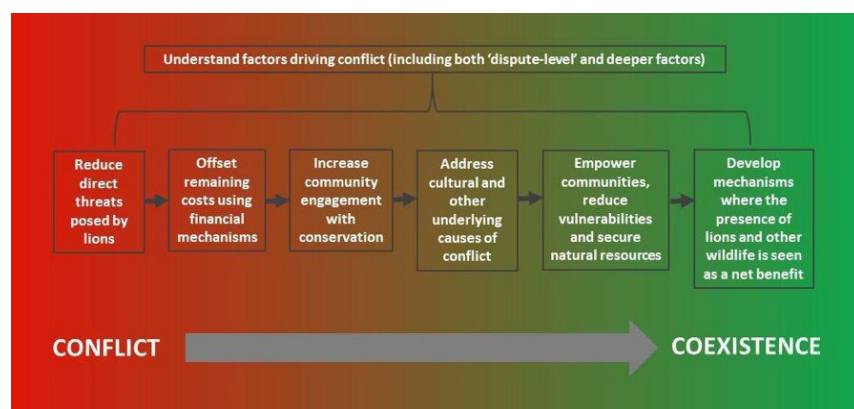 Understand factors driving conflict (including both ‘dispute-level’ and deeper factors)
Reduce
direct
threats
posed by
lions
Offset
remaining
costs using
financial
mechanisms
Increase
community
engagement
with
conservation
Address
cultural and
other
underlying
causes of
conflict
Empower
communities,
reduce
vulnerabilities
and secure
natural resources
Develop
mechanisms
where the
presence of
lions and other
wildlife is seen
as a net benefit
CONFLICT
COEXISTENCE